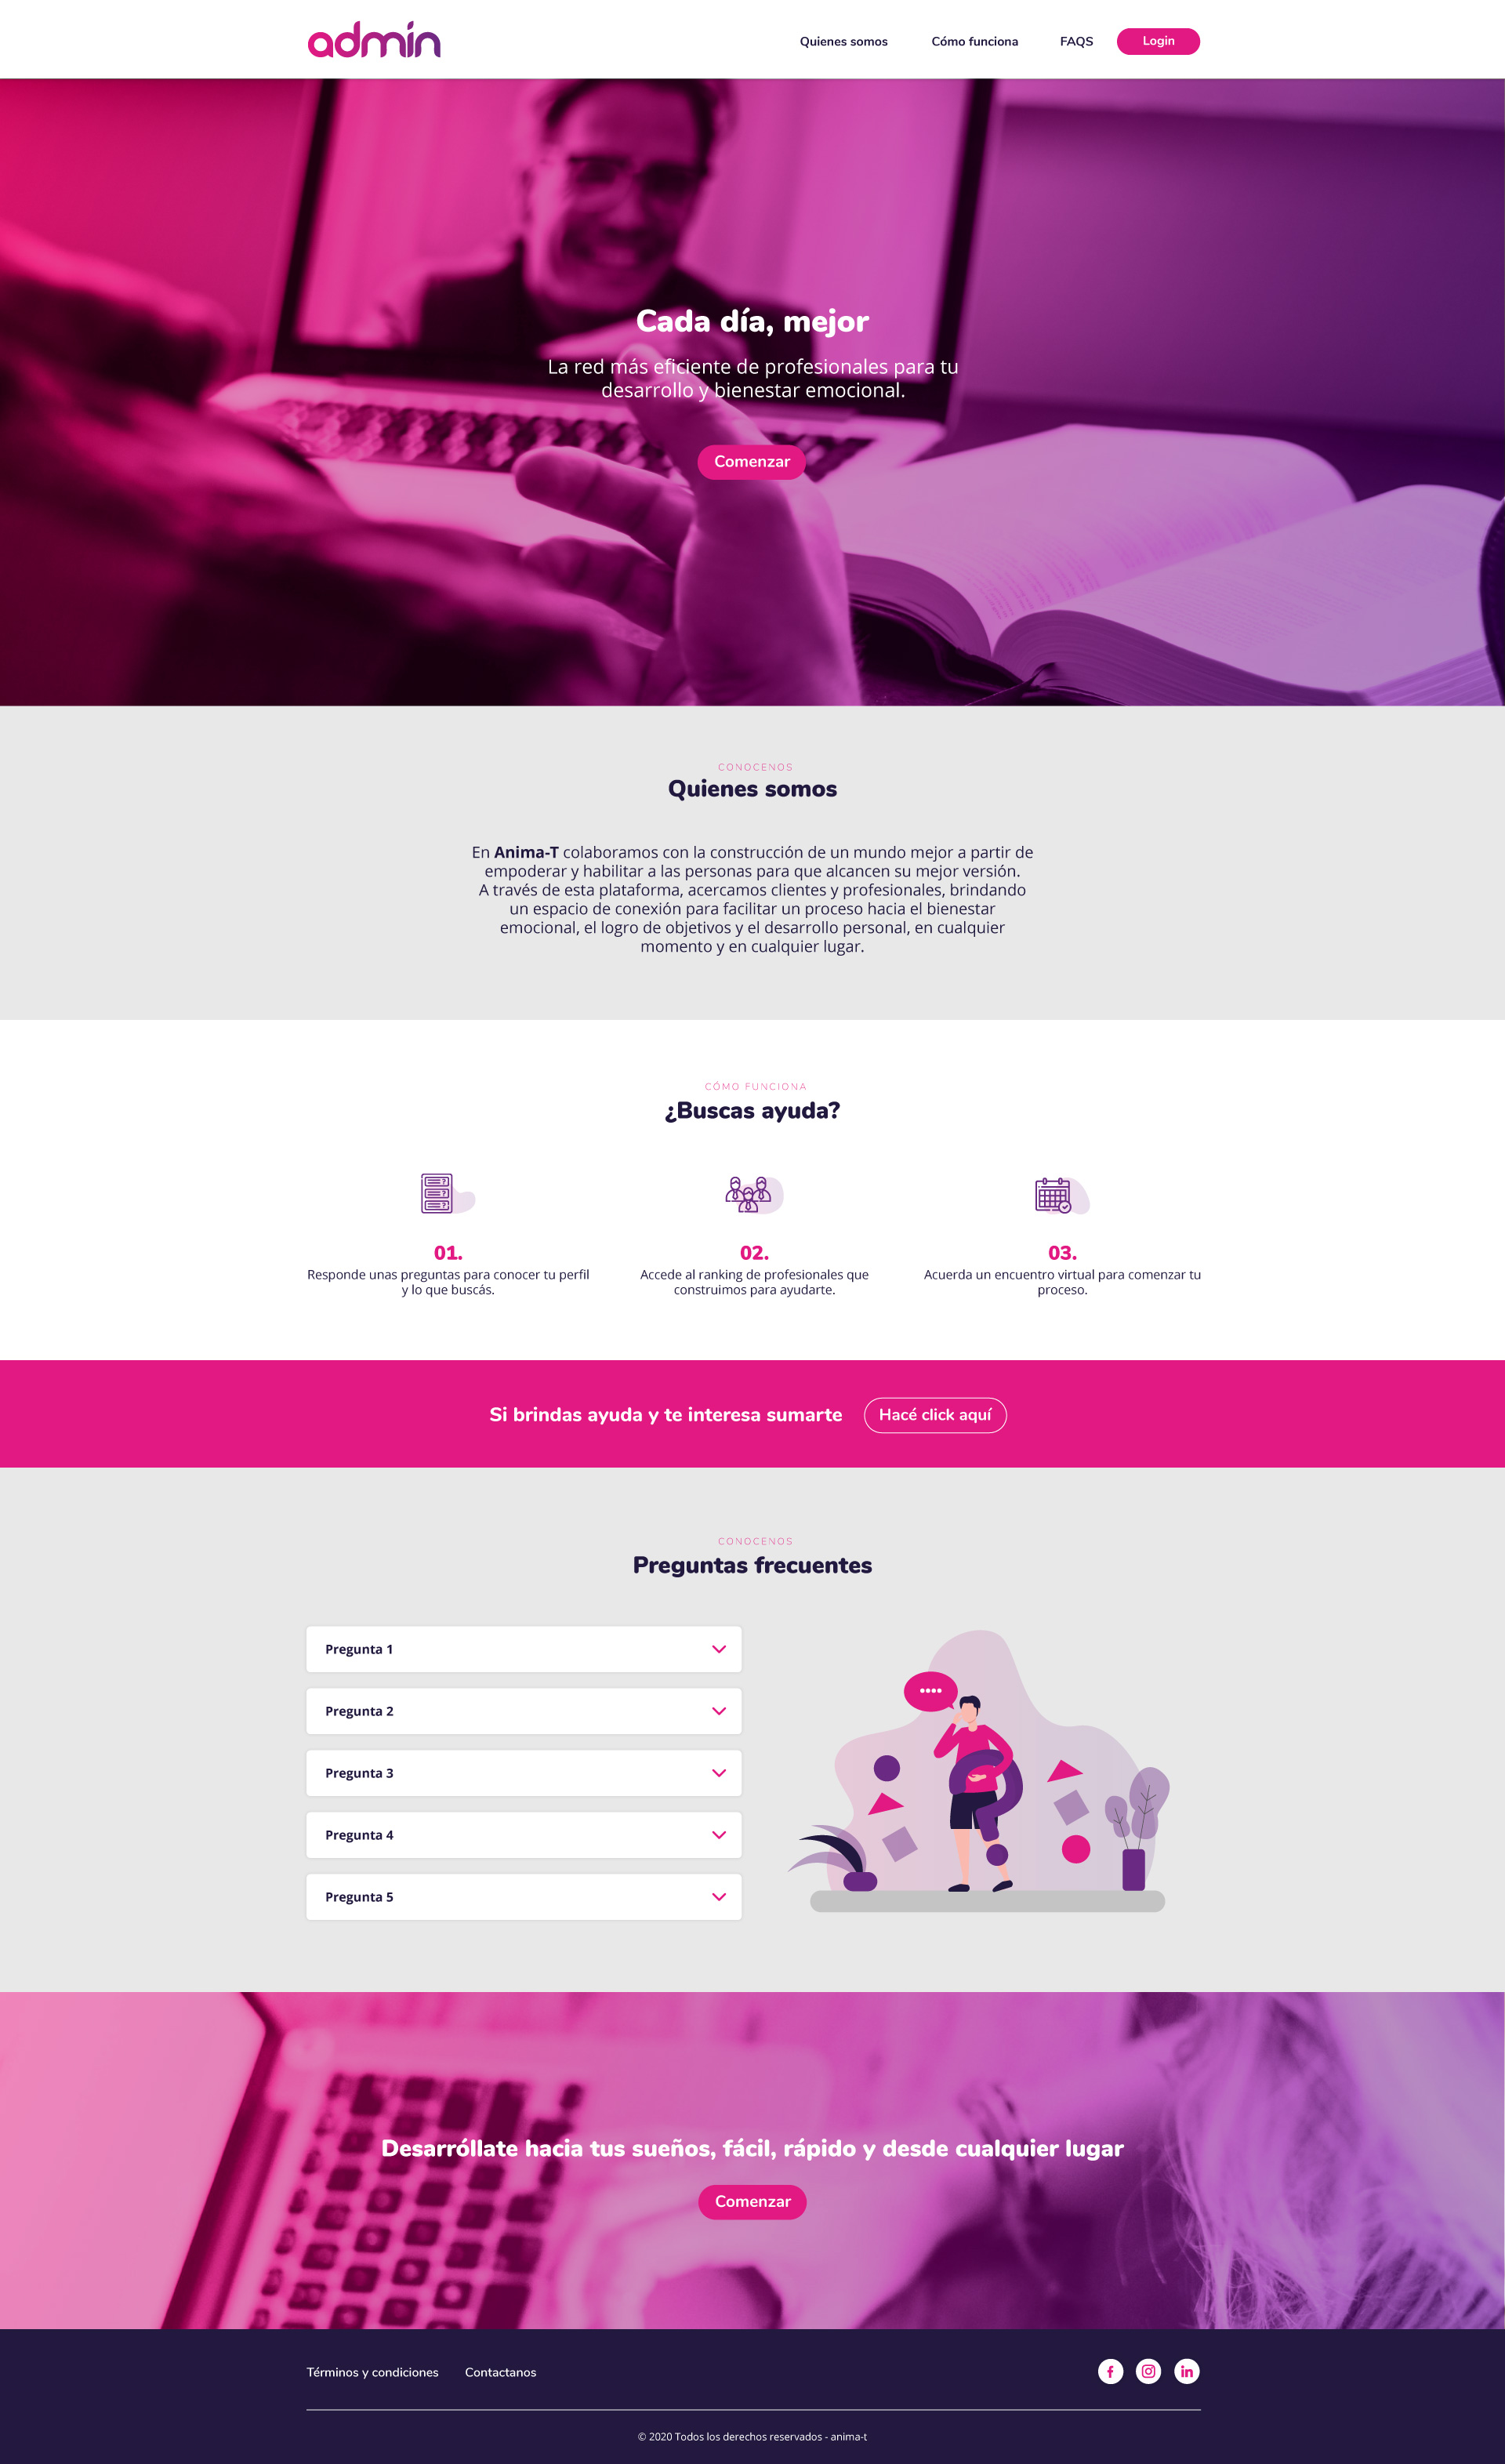 admin
Quienes somos
Cómo funciona
FAQS
Login
Cada día, mejor
La red más eficiente de profesionales para tu
desarrollo y bienestar emocional.
Comenzar
CONOCENOS
Quienes somos
En Anima-T colaboramos con la construcción de un mundo mejor a partir de
empoderar y habilitar a las personas para que alcancen su mejor versión.
A través de esta plataforma, acercamos clientes y profesionales, brindando
un espacio de conexión para facilitar un proceso hacia el bienestar
emocional, el logro de objetivos y el desarrollo personal, en cualquier
momento y en cualquier lugar.
CÓMO FUNCIONA
¿Buscas ayuda?
01.
Responde unas preguntas para conocer tu perfil
y lo que buscás.
02.
Accede al ranking de profesionales que
construimos para ayudarte.
03.
Acuerda un encuentro virtual para comenzar tu
proceso.
Si brindas ayuda y te interesa sumarte
Hacé click aquí
CONOCENOS
Preguntas frecuentes
Pregunta 1
Pregunta 2
Pregunta 3
Pregunta 4
Pregunta 5
Desarróllate hacia tus sueños, fácil, rápido y desde cualquier lugar
Comenzar
Términos y condiciones
Contactanos
© 2020 Todos los derechos reservados - anima-t